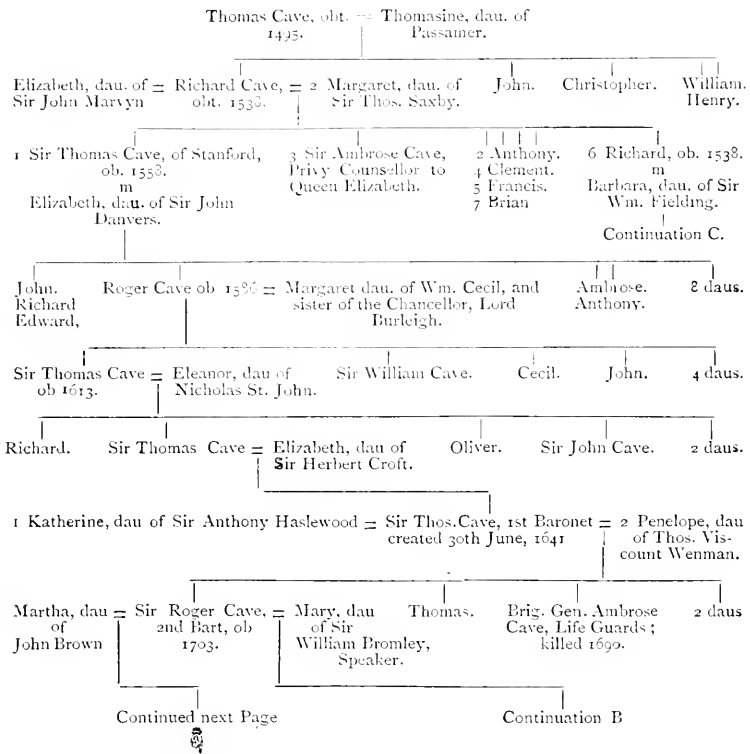 Thomas Cave, obt. = Thomasine, dau. of
1495. Passamer.
Elizabeth, dau. of = Richard Cave, = 2 Margaret, dau. of John. Christopher. William.
Sir John Marvyn obt. 1538. Sir Thos. Saxby. Henry.
1 Sir Thomas Cave, of Stanford, 3 Sir Ambrose Cave, 2 Anthony. 6 Richard, ob. 1538.
ob. 1558. Privy Counsellor to 4 Clement. m
m Queen Elizabeth. 5 Francis. Barbara, dau. of Sir
Elizabeth, dau. of Sir John 7 Brian Wm. Fielding.
Danvers.
Continuation C.
John. Roger Cave ob 1586 = Margaret dau. of Wm. Cecil, and Ambrose. 8 daus.
Richard sister of the Chancellor, Lord Anthony.
Edward, Burleigh.
Sir Thomas Cave = Eleanor, dau of Sir William Cave. Cecil. John. 4 daus.
ob 1613. Nicholas St. John.
Richard. Sir Thomas Cave = Elizabeth, dau of Oliver. Sir John Cave. 2 daus.
Sir Herbert Croft.
1 Katherine, dau of Sir Anthony Haslewood = Sir Thos. Cave, 1st Baronet = 2 Penelope, dau
created 30th June, 1641 of Thos. Vis-
count Wenman.
Martha, dau = Sir Roger Cave, = Mary, dau Thomas. Brig. Gen. Ambrose 2 daus
of 2nd Bart, ob of Sir Cave, Life Guards;
John Brown 1703. William Bromley, killed 1690.
Speaker.
Continued next Page Continuation B